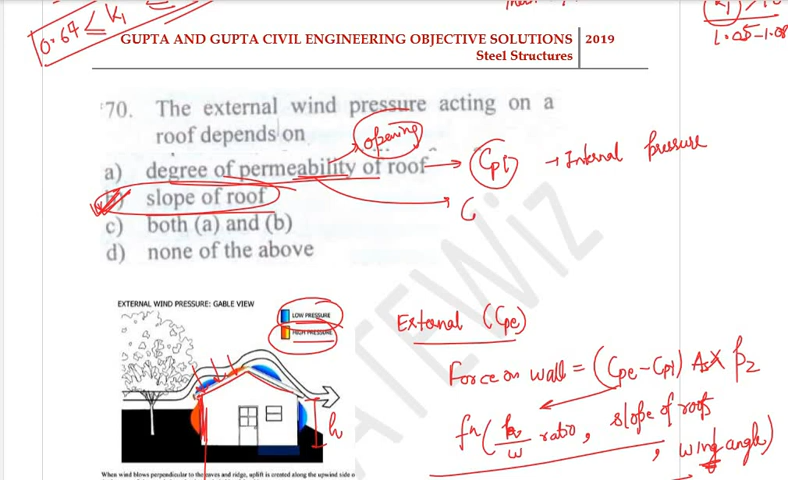 0.64 ≤ k1
1.05-1.08
GUPTA AND GUPTA CIVIL ENGINEERING OBJECTIVE SOLUTIONS 2019
Steel Structures
70. The external wind pressure acting on a
roof depends on
opening
a) degree of permeability of roof → Cpi → Internal pressure
slope of roof
C
c) both (a) and (b)
d) none of the above
EXTERNAL WIND PRESSURE: GABLE VIEW
LOW PRESSURE
HIGH PRESSURE
External (Cpe)
Force on wall = (Cpe - Cpi) As x pz
h
fn (h/w ratio, slope of roof, wing angle)
When wind blows perpendicular to the eaves and ridge, uplift is created along the upwind side o
GATEWiz